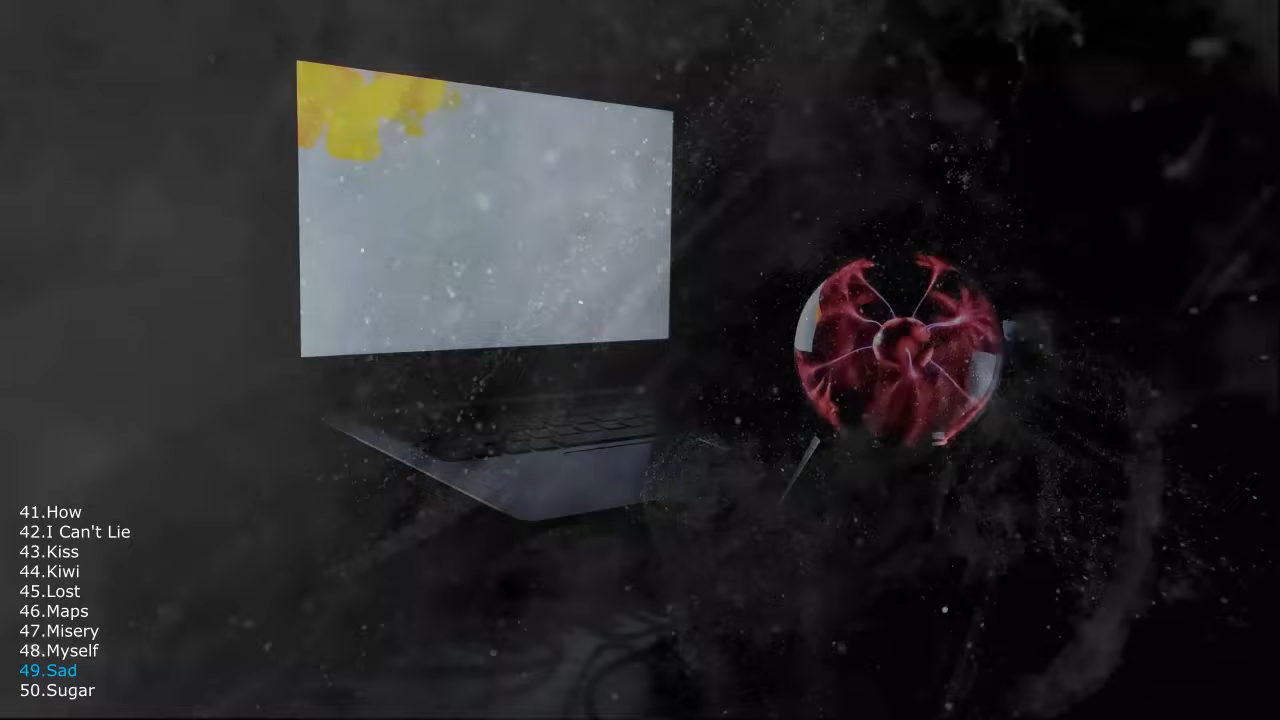 41.How
42.I Can't Lie
43.Kiss
44.Kiwi
45.Lost
46.Maps
47.Misery
48.Myself
49.Sad
50.Sugar